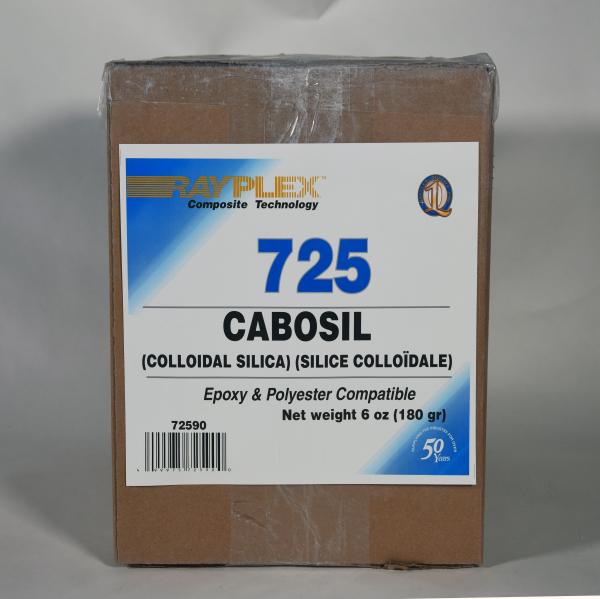 RAYPLEX™
Composite Technology
725
CABOSIL
(COLLOIDAL SILICA) (SILICE COLLOÏDALE)
Epoxy & Polyester Compatible
Net weight 6 oz (180 gr)
72590
50
Years